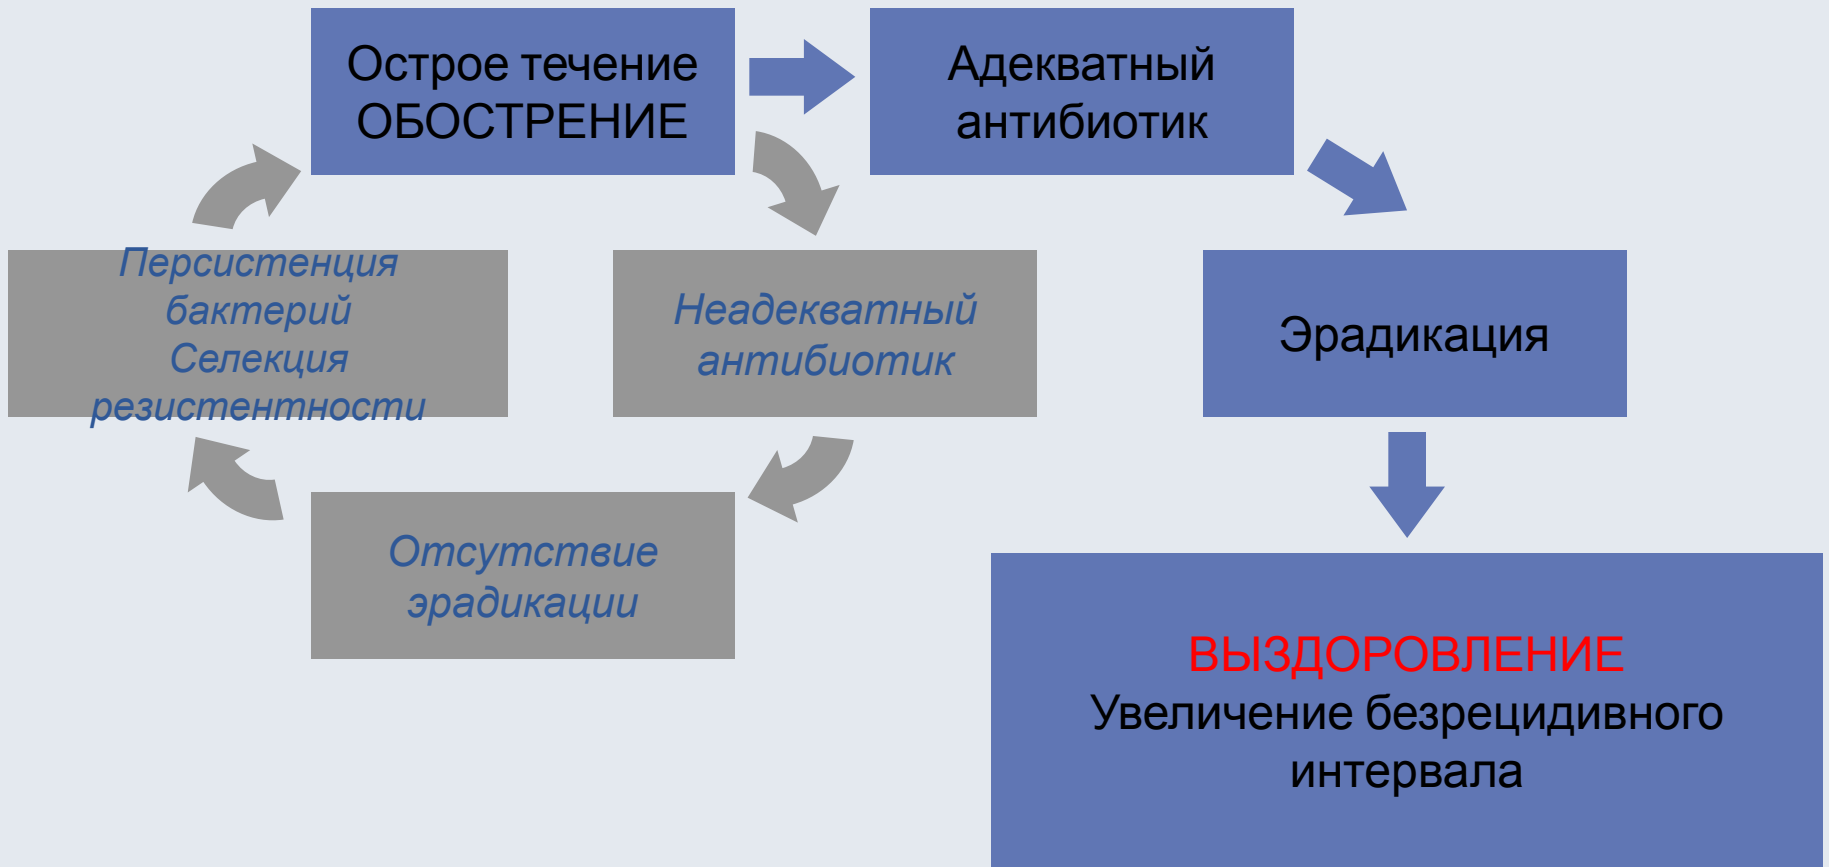 Острое течение
ОБОСТРЕНИЕ
Адекватный
антибиотик
Персистенция
бактерий
Селекция
резистентности
Неадекватный
антибиотик
Эрадикация
Отсутствие
эрадикации
ВЫЗДОРОВЛЕНИЕ
Увеличение безрецидивного
интервала